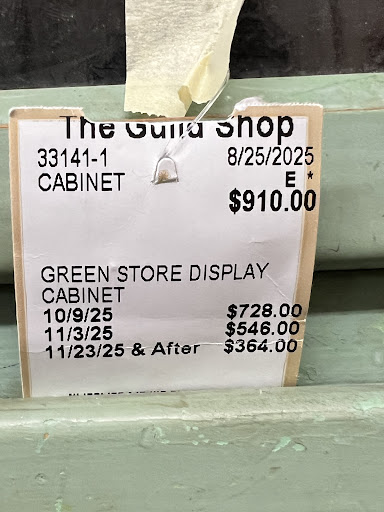 The Guild Shop
33141-1 8/25/2025
CABINET E *
$910.00
GREEN STORE DISPLAY
CABINET
10/9/25 $728.00
11/3/25 $546.00
11/23/25 & After $364.00